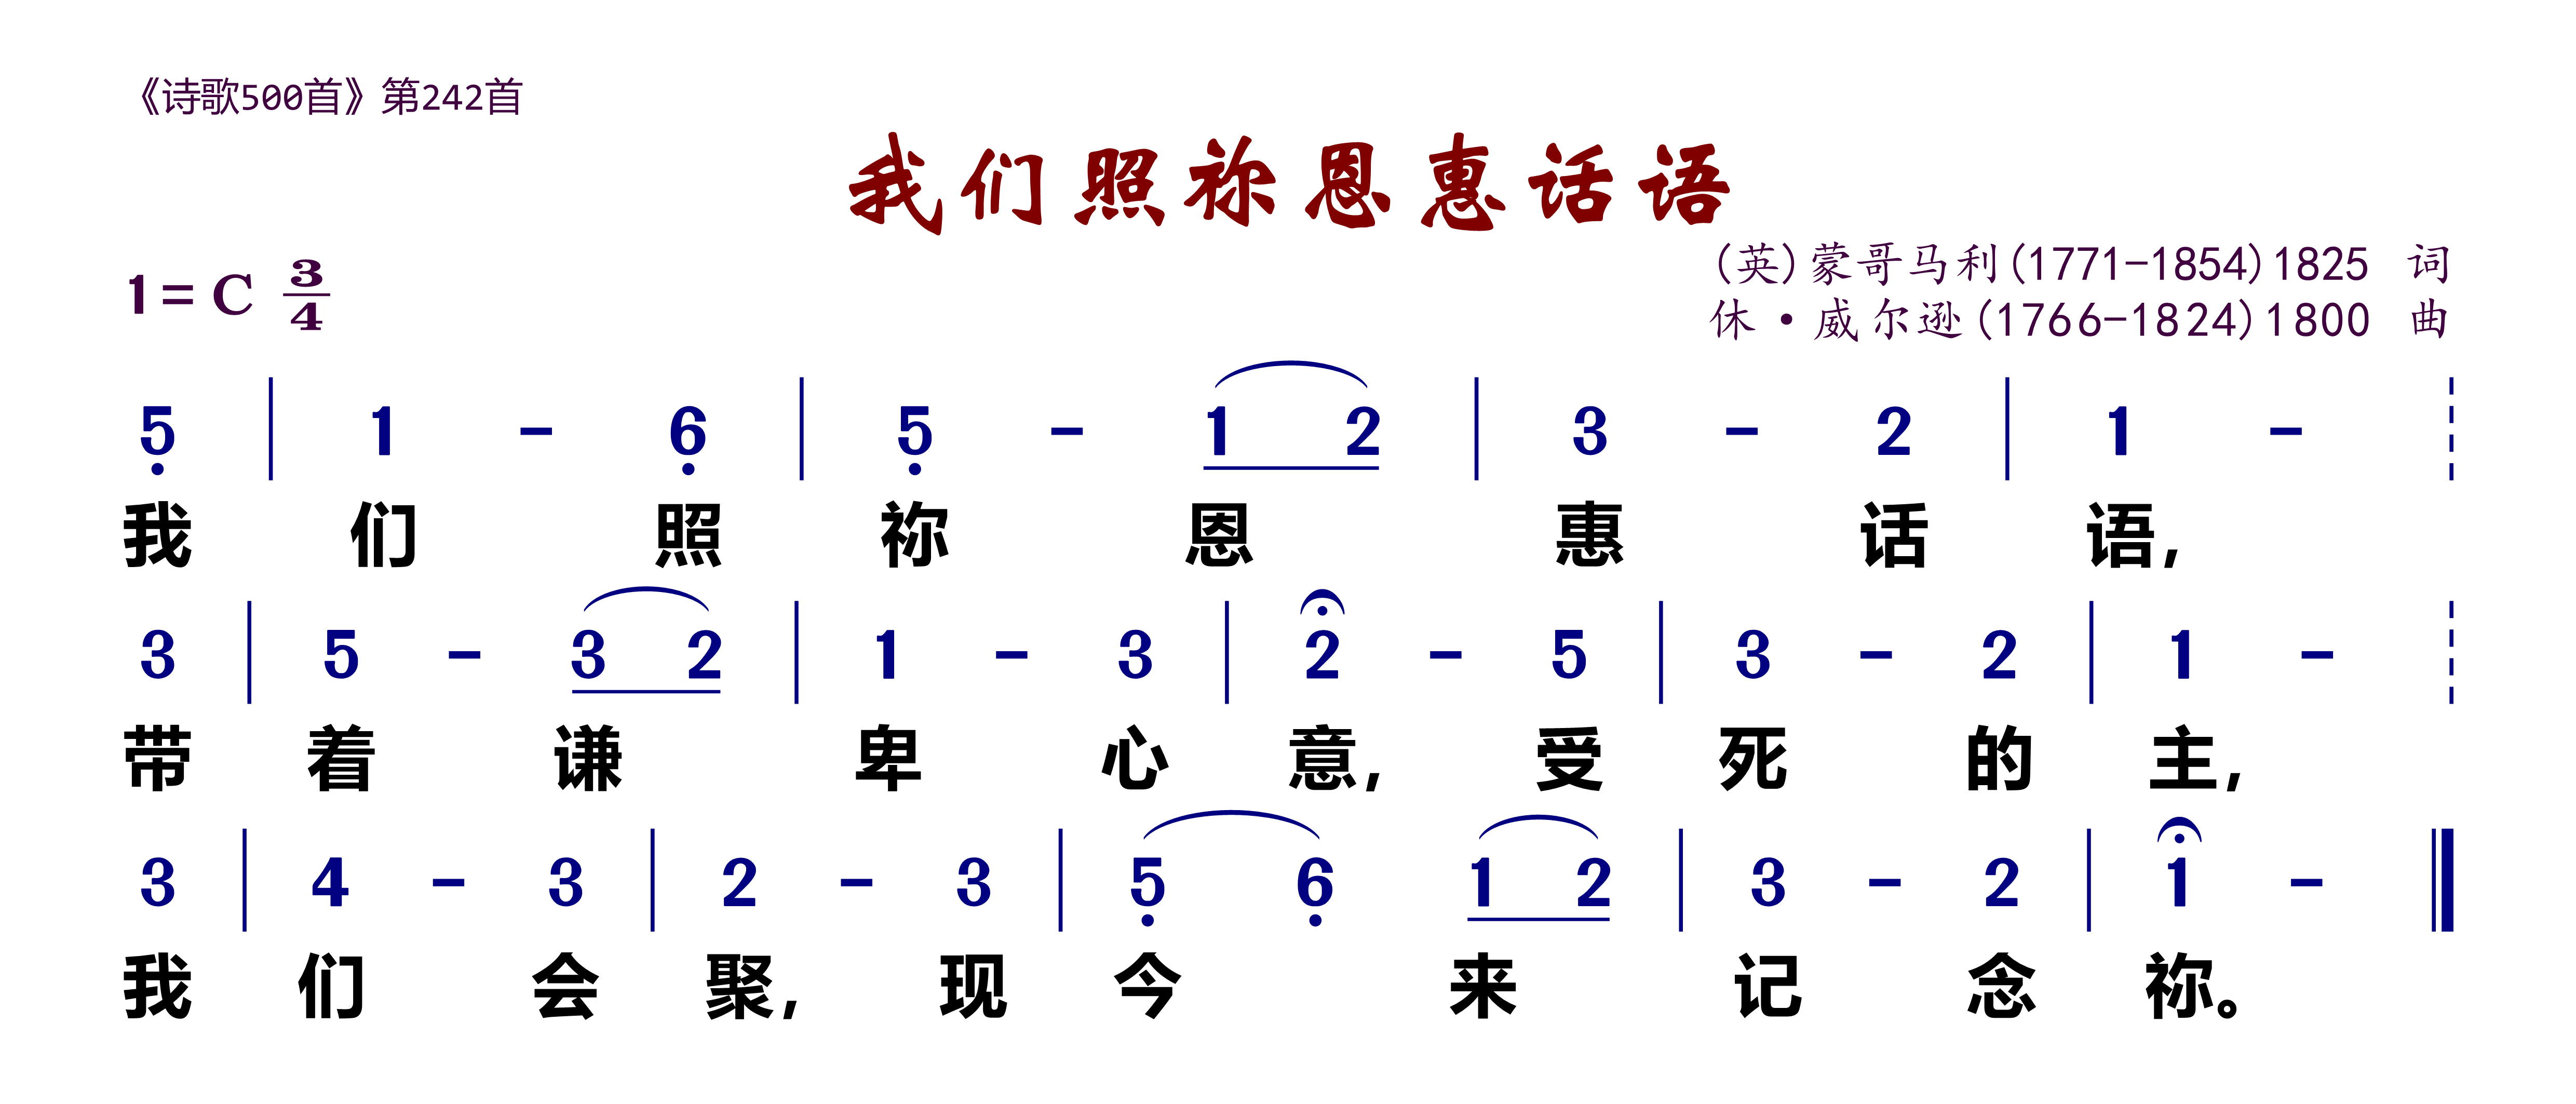 《诗歌500首》第242首
我们照祢恩惠话语
(英)蒙哥马利(1771-1854)1825 词
1=C 3/4
休·威尔逊(1766-1824)1800 曲
5 | 1 - 6 | 5 - 1 2 | 3 - 2 | 1 -
我们照祢恩惠话语,
3 | 5 - 3 2 | 1 - 3 | 2 - 5 | 3 - 2 | 1 -
带着谦卑心意,受死的主,
3 | 4 - 3 | 2 - 3 | 5 6 1 2 | 3 - 2 | 1 -
我们会聚,现今来记念祢。